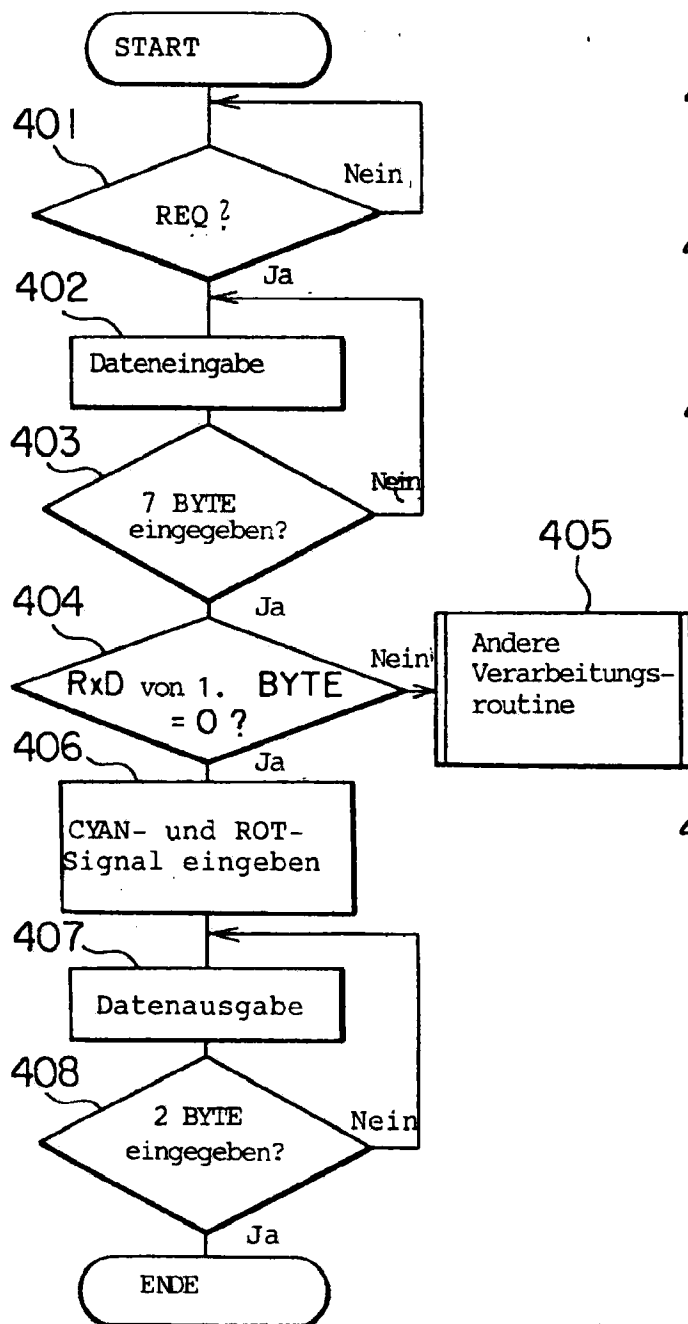 START
401
Nein
REQ?
Ja
402
Dateneingabe
403
7 BYTE
eingegeben?
Nein
Ja
404
RxD von 1. BYTE
= 0 ?
Nein
405
Andere
Verarbeitungs-
routine
Ja
406
CYAN- und ROT-
Signal eingeben
407
Datenausgabe
408
2 BYTE
eingegeben?
Nein
Ja
ENDE